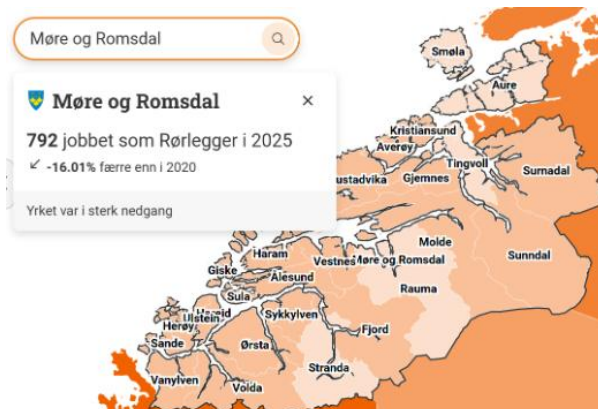 Møre og Romsdal
Møre og Romsdal
792 jobbet som Rørlegger i 2025
-16.01% færre enn i 2020
Yrket var i sterk nedgang
Smøla
Aure
Kristiansund
Averøy
Tingvoll
ustadvika
Gjemnes
Surnadal
Molde
Haram
Vestnes
Møre og Romsdal
Sunndal
Giske
Ålesund
Rauma
Sula
Ulstein
Sykkylven
Herøy
Fjord
Sande
Ørsta
Stranda
Vanylven
Volda